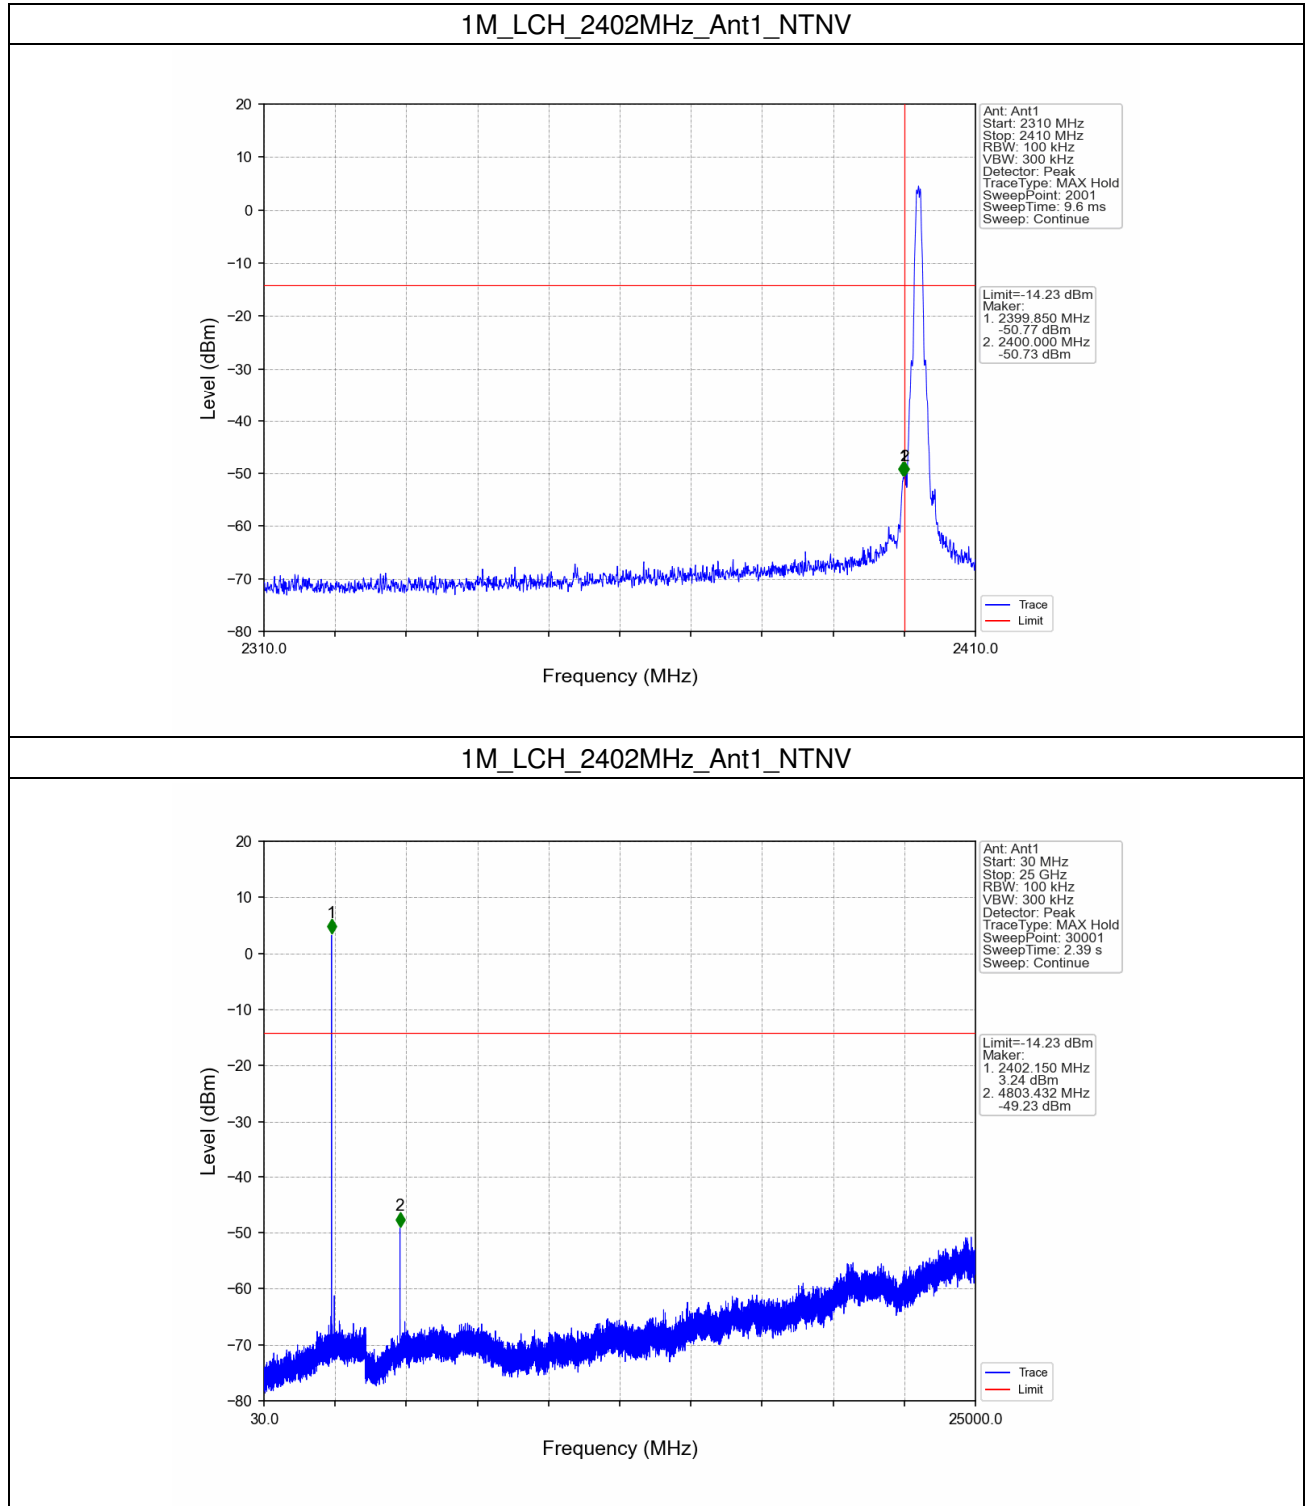 1M_LCH_2402MHz_Ant1_NTNV
20
10
0
−10
−20
−30
−40
−50
−60
−70
−80
Level (dBm)
2310.0
2410.0
Frequency (MHz)
2
Ant: Ant1
Start: 2310 MHz
Stop: 2410 MHz
RBW: 100 kHz
VBW: 300 kHz
Detector: Peak
TraceType: MAX Hold
SweepPoint: 2001
SweepTime: 9.6 ms
Sweep: Continue
Limit=-14.23 dBm
Maker:
1. 2399.850 MHz
-50.77 dBm
2. 2400.000 MHz
-50.73 dBm
Trace
Limit
1M_LCH_2402MHz_Ant1_NTNV
20
10
0
−10
−20
−30
−40
−50
−60
−70
−80
Level (dBm)
30.0
25000.0
Frequency (MHz)
1
2
Ant: Ant1
Start: 30 MHz
Stop: 25 GHz
RBW: 100 kHz
VBW: 300 kHz
Detector: Peak
TraceType: MAX Hold
SweepPoint: 30001
SweepTime: 2.39 s
Sweep: Continue
Limit=-14.23 dBm
Maker:
1. 2402.150 MHz
3.24 dBm
2. 4803.432 MHz
-49.23 dBm
Trace
Limit